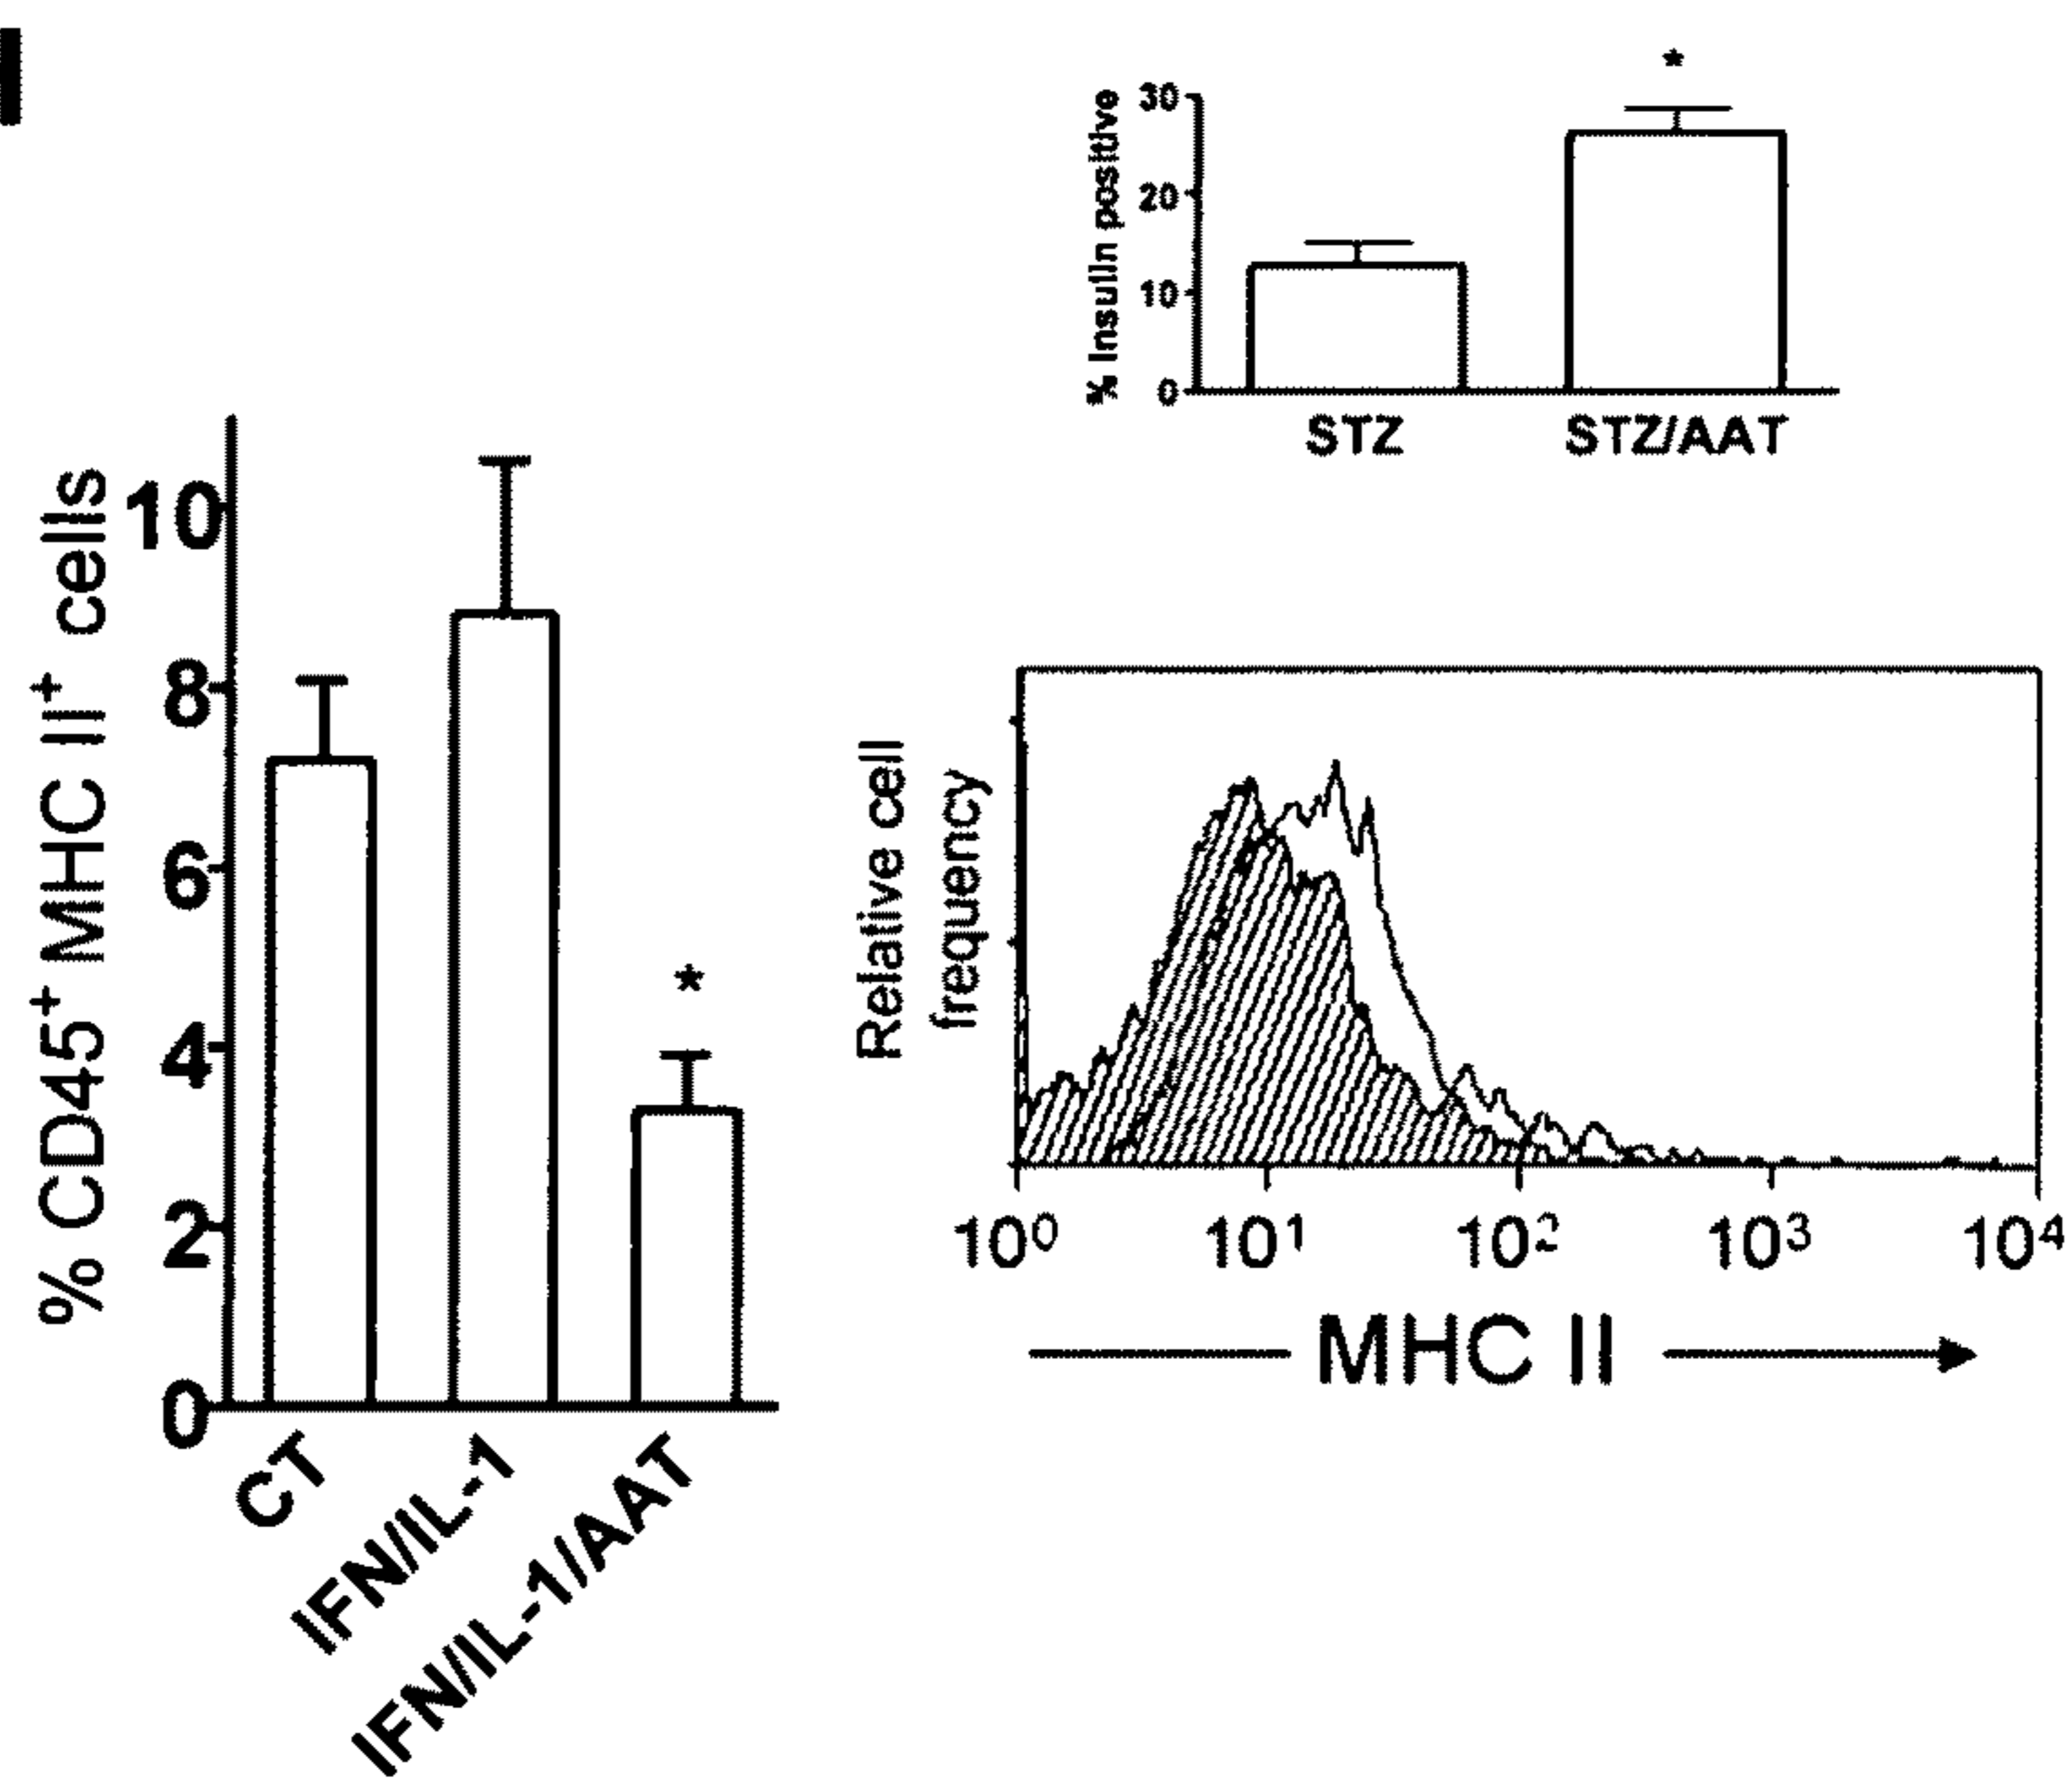 % Insulin positive
30
*
20
10
0
STZ STZ/AAT
% CD45⁺ MHC II⁺ cells
10
8
6
4
2
0
*
CT
IFN/IL-1
IFN/IL-1/AAT
Relative cell
frequency
10⁰ 10¹ 10² 10³ 10⁴
MHC II